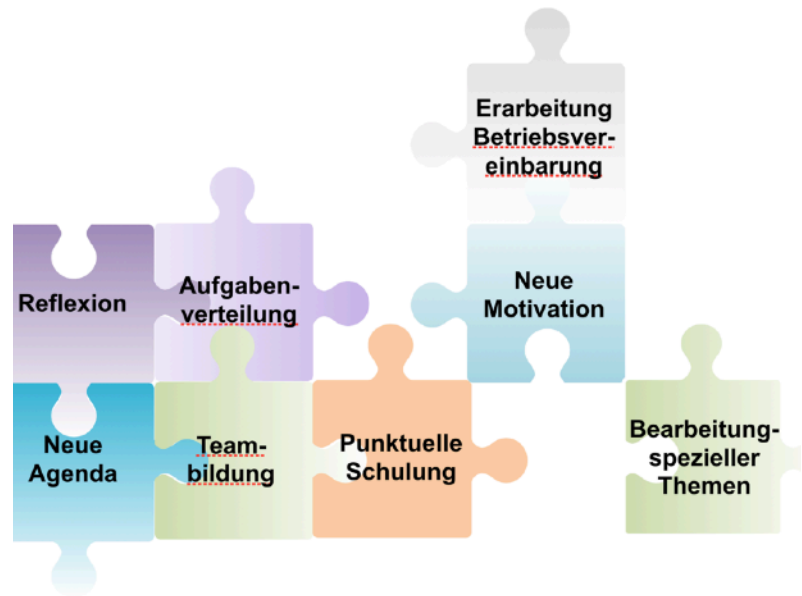 Erarbeitung
Betriebsver-
einbarung
Reflexion
Aufgaben-
verteilung
Neue
Motivation
Neue
Agenda
Team-
bildung
Punktuelle
Schulung
Bearbeitung-
spezieller
Themen